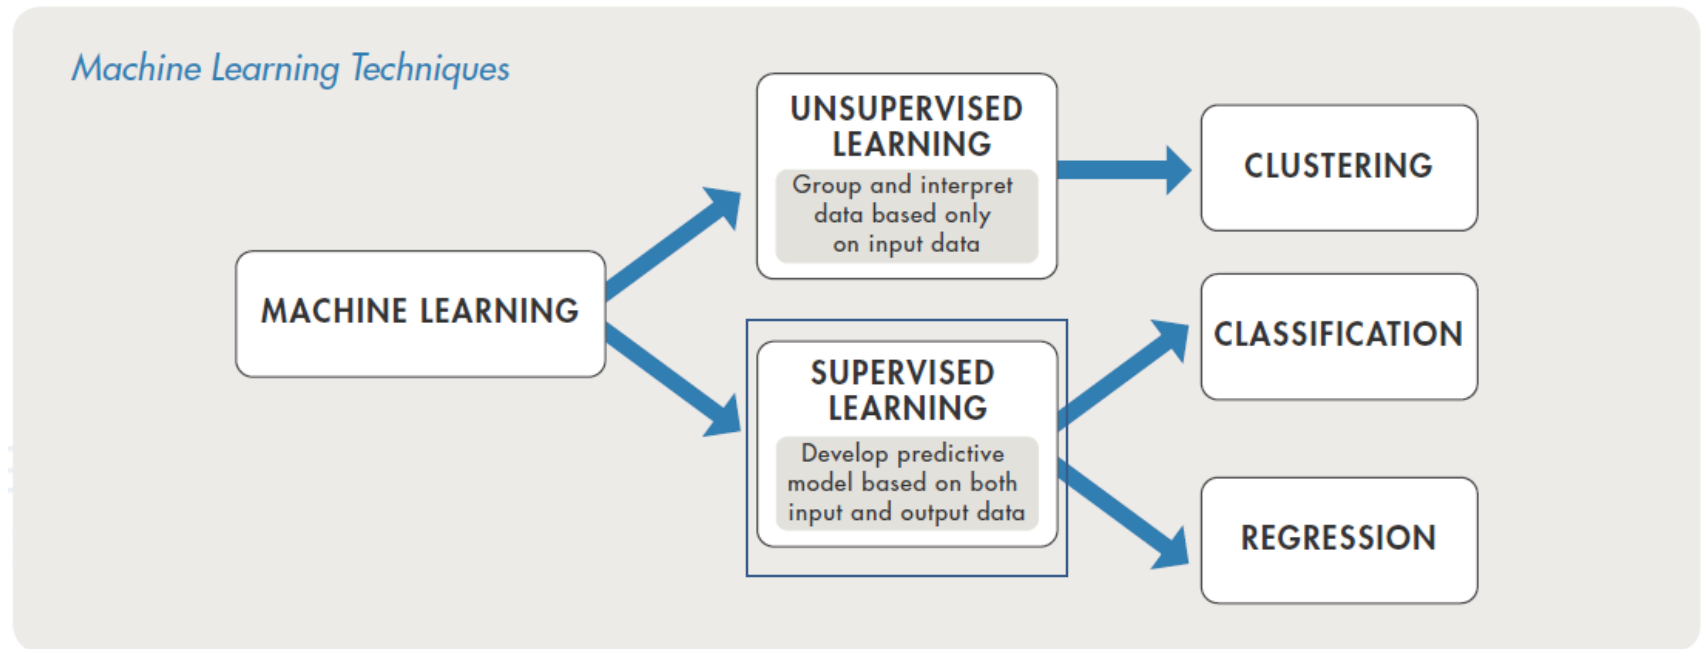 Machine Learning Techniques
MACHINE LEARNING
UNSUPERVISED
LEARNING
Group and interpret
data based only
on input data
SUPERVISED
LEARNING
Develop predictive
model based on both
input and output data
CLUSTERING
CLASSIFICATION
REGRESSION